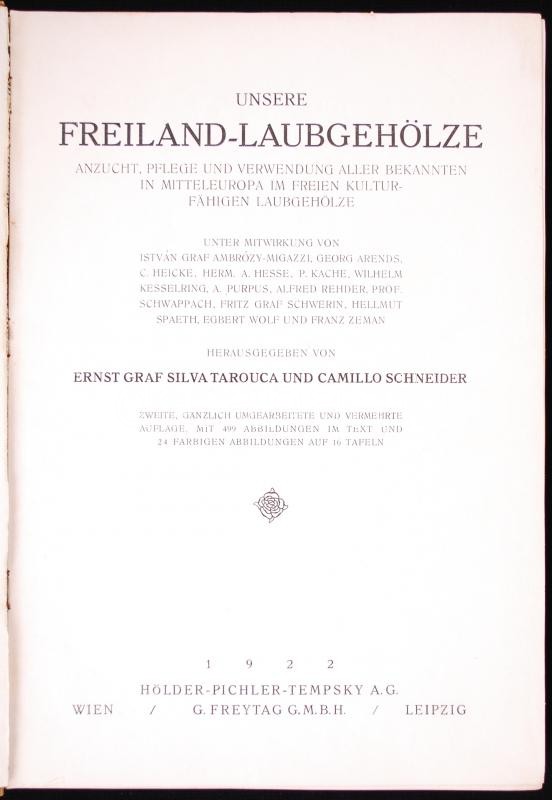 UNSERE
FREILAND-LAUBGEHÖLZE
ANZUCHT, PFLEGE UND VERWENDUNG ALLER BEKANNTEN
IN MITTELEUROPA IM FREIEN KULTUR-
FÄHIGEN LAUBGEHÖLZE
UNTER MITWIRKUNG VON
ISTVÁN GRAF AMBRÓZY-MIGAZZI, GEORG ARENDS,
C. HEICKE, HERM. A. HESSE, P. KACHE, WILHELM
KESSELRING, A. PURPUS, ALFRED REHDER, PROF.
SCHWAPPACH, FRITZ GRAF SCHWERIN, HELLMUT
SPAETH, EGBERT WOLF UND FRANZ ZEMAN
HERAUSGEGEBEN VON
ERNST GRAF SILVA TAROUCA UND CAMILLO SCHNEIDER
ZWEITE, GÄNZLICH UMGEARBEITETE UND VERMEHRTE
AUFLAGE, MIT 499 ABBILDUNGEN IM TEXT UND
24 FARBIGEN ABBILDUNGEN AUF 16 TAFELN
1 9 2 2
HÖLDER-PICHLER-TEMPSKY A.G.
WIEN / G. FREYTAG G.M.B.H. / LEIPZIG